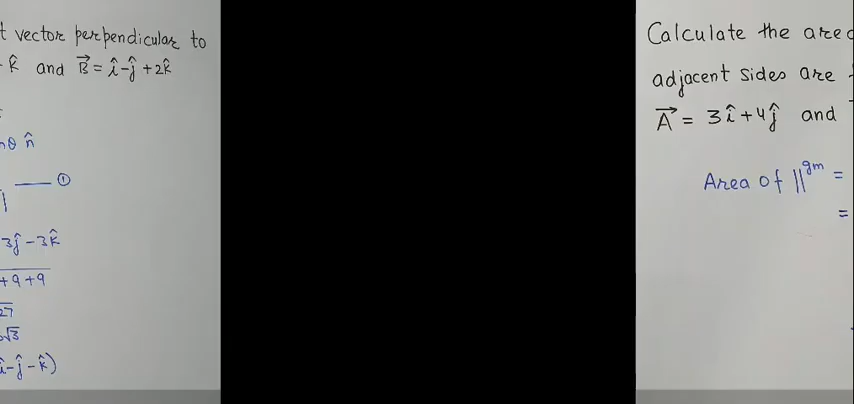 t vector perpendicular to
k̂ and B⃗ = î - ĵ + 2k̂
nθ n̂
①
3ĵ - 3k̂
+ 9 + 9
27
√3
î - ĵ - k̂)
Calculate the area
adjacent sides are
A⃗ = 3î + 4ĵ and
Area of ||gm =
=